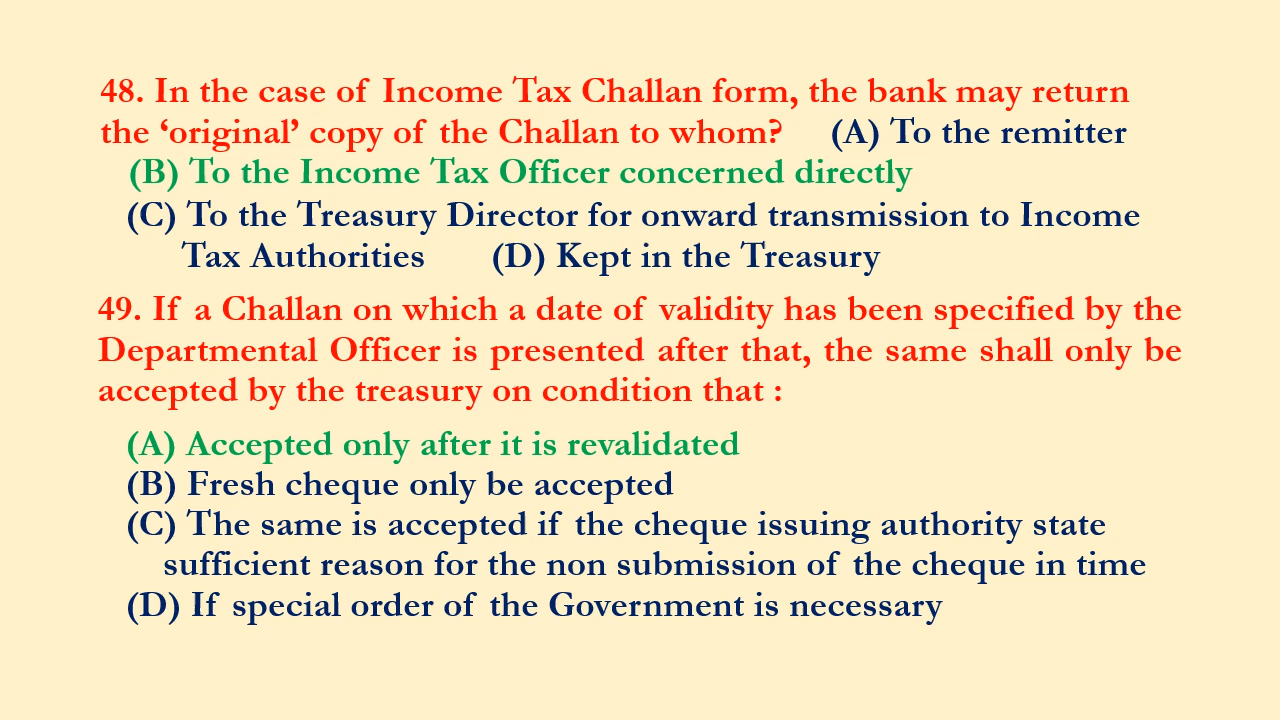 48. In the case of Income Tax Challan form, the bank may return
the ‘original’ copy of the Challan to whom? (A) To the remitter
(B) To the Income Tax Officer concerned directly
(C) To the Treasury Director for onward transmission to Income
Tax Authorities (D) Kept in the Treasury
49. If a Challan on which a date of validity has been specified by the
Departmental Officer is presented after that, the same shall only be
accepted by the treasury on condition that :
(A) Accepted only after it is revalidated
(B) Fresh cheque only be accepted
(C) The same is accepted if the cheque issuing authority state
sufficient reason for the non submission of the cheque in time
(D) If special order of the Government is necessary